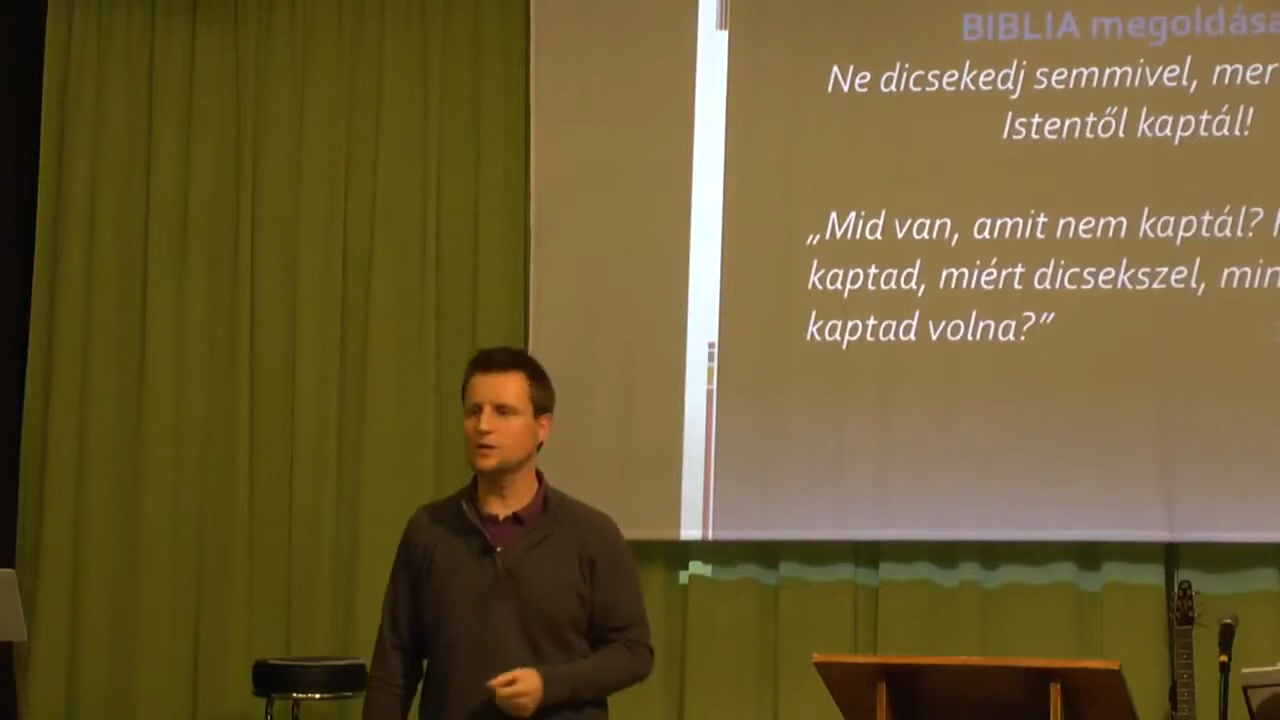 BIBLIA megoldása
Ne dicsekedj semmivel, mer
Istentől kaptál!
„Mid van, amit nem kaptál?
kaptad, miért dicsekszel, min
kaptad volna?”